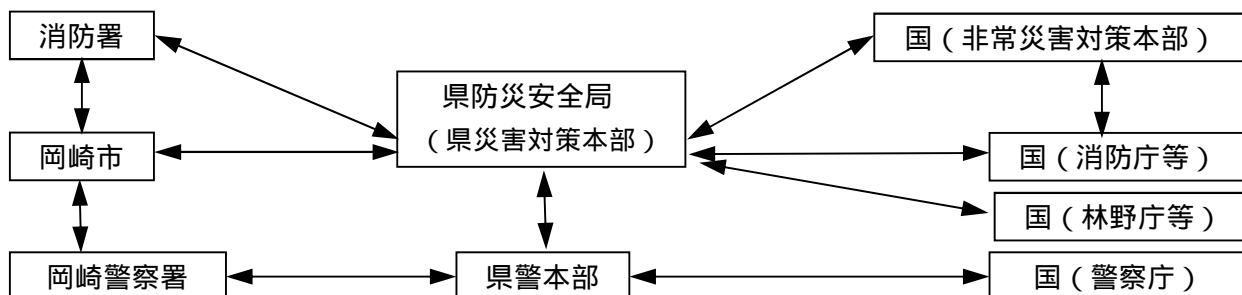 消防署
国（非常災害対策本部）
県防災安全局
（県災害対策本部）
岡崎市
国（消防庁等）
国（林野庁等）
岡崎警察署
県警本部
国（警察庁）